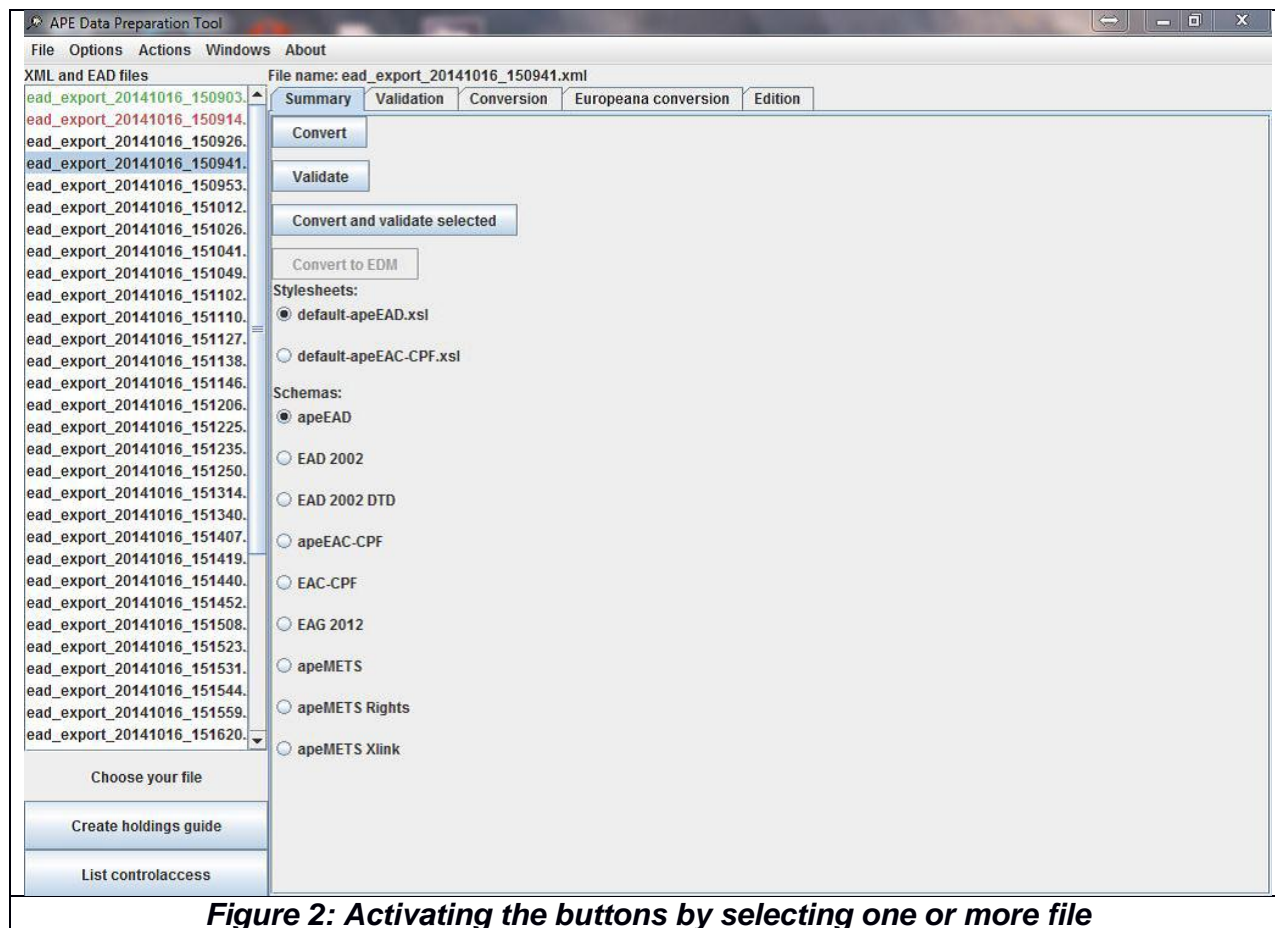 APE Data Preparation Tool
File Options Actions Windows About
XML and EAD files
File name: ead_export_20141016_150941.xml
ead_export_20141016_150903.
ead_export_20141016_150914.
ead_export_20141016_150926.
ead_export_20141016_150941.
ead_export_20141016_150953.
ead_export_20141016_151012.
ead_export_20141016_151026.
ead_export_20141016_151041.
ead_export_20141016_151049.
ead_export_20141016_151102.
ead_export_20141016_151110.
ead_export_20141016_151127.
ead_export_20141016_151138.
ead_export_20141016_151146.
ead_export_20141016_151206.
ead_export_20141016_151225.
ead_export_20141016_151235.
ead_export_20141016_151250.
ead_export_20141016_151314.
ead_export_20141016_151340.
ead_export_20141016_151407.
ead_export_20141016_151419.
ead_export_20141016_151440.
ead_export_20141016_151452.
ead_export_20141016_151508.
ead_export_20141016_151523.
ead_export_20141016_151531.
ead_export_20141016_151544.
ead_export_20141016_151559.
ead_export_20141016_151620.
Choose your file
Create holdings guide
List controlaccess
Summary Validation Conversion Europeana conversion Edition
Convert
Validate
Convert and validate selected
Convert to EDM
Stylesheets:
default-apeEAD.xsl
default-apeEAC-CPF.xsl
Schemas:
apeEAD
EAD 2002
EAD 2002 DTD
apeEAC-CPF
EAC-CPF
EAG 2012
apeMETS
apeMETS Rights
apeMETS Xlink
Figure 2: Activating the buttons by selecting one or more file